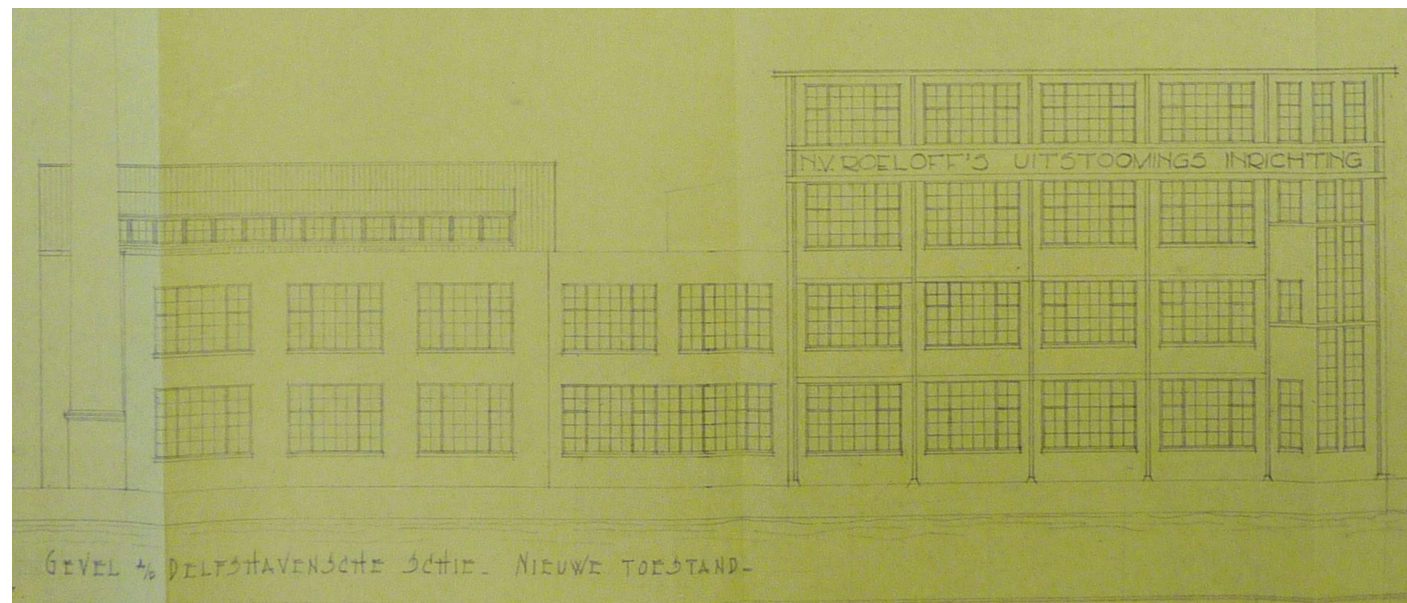 N.V. ROELOFF'S UITSTOOMINGS INRICHTING
GEVEL a/d DELFSHAVENSCHE SCHIE. NIEUWE TOESTAND.